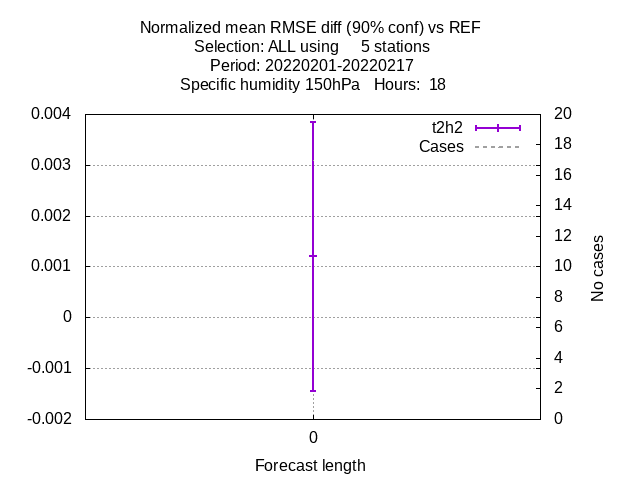 Normalized mean RMSE diff (90% conf) vs REF
Selection: ALL using     5 stations
Period: 20220201-20220217
Specific humidity 150hPa   Hours:  18
0.004
0.003
0.002
0.001
0
-0.001
-0.002
t2h2
Cases
20
18
16
14
12
10
8
6
4
2
0
No cases
0
Forecast length